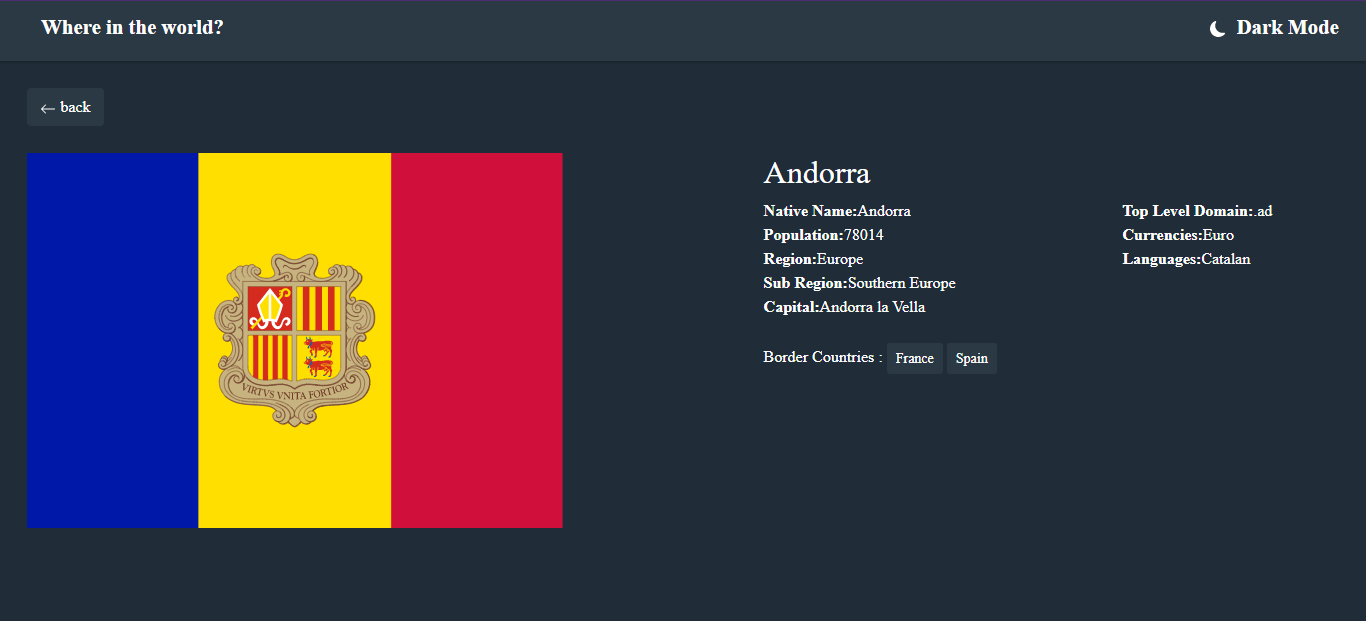 Where in the world?
Dark Mode
← back
VIRTVS VNITA FORTIOR
Andorra
Native Name:Andorra
Population:78014
Region:Europe
Sub Region:Southern Europe
Capital:Andorra la Vella
Top Level Domain:.ad
Currencies:Euro
Languages:Catalan
Border Countries : France Spain